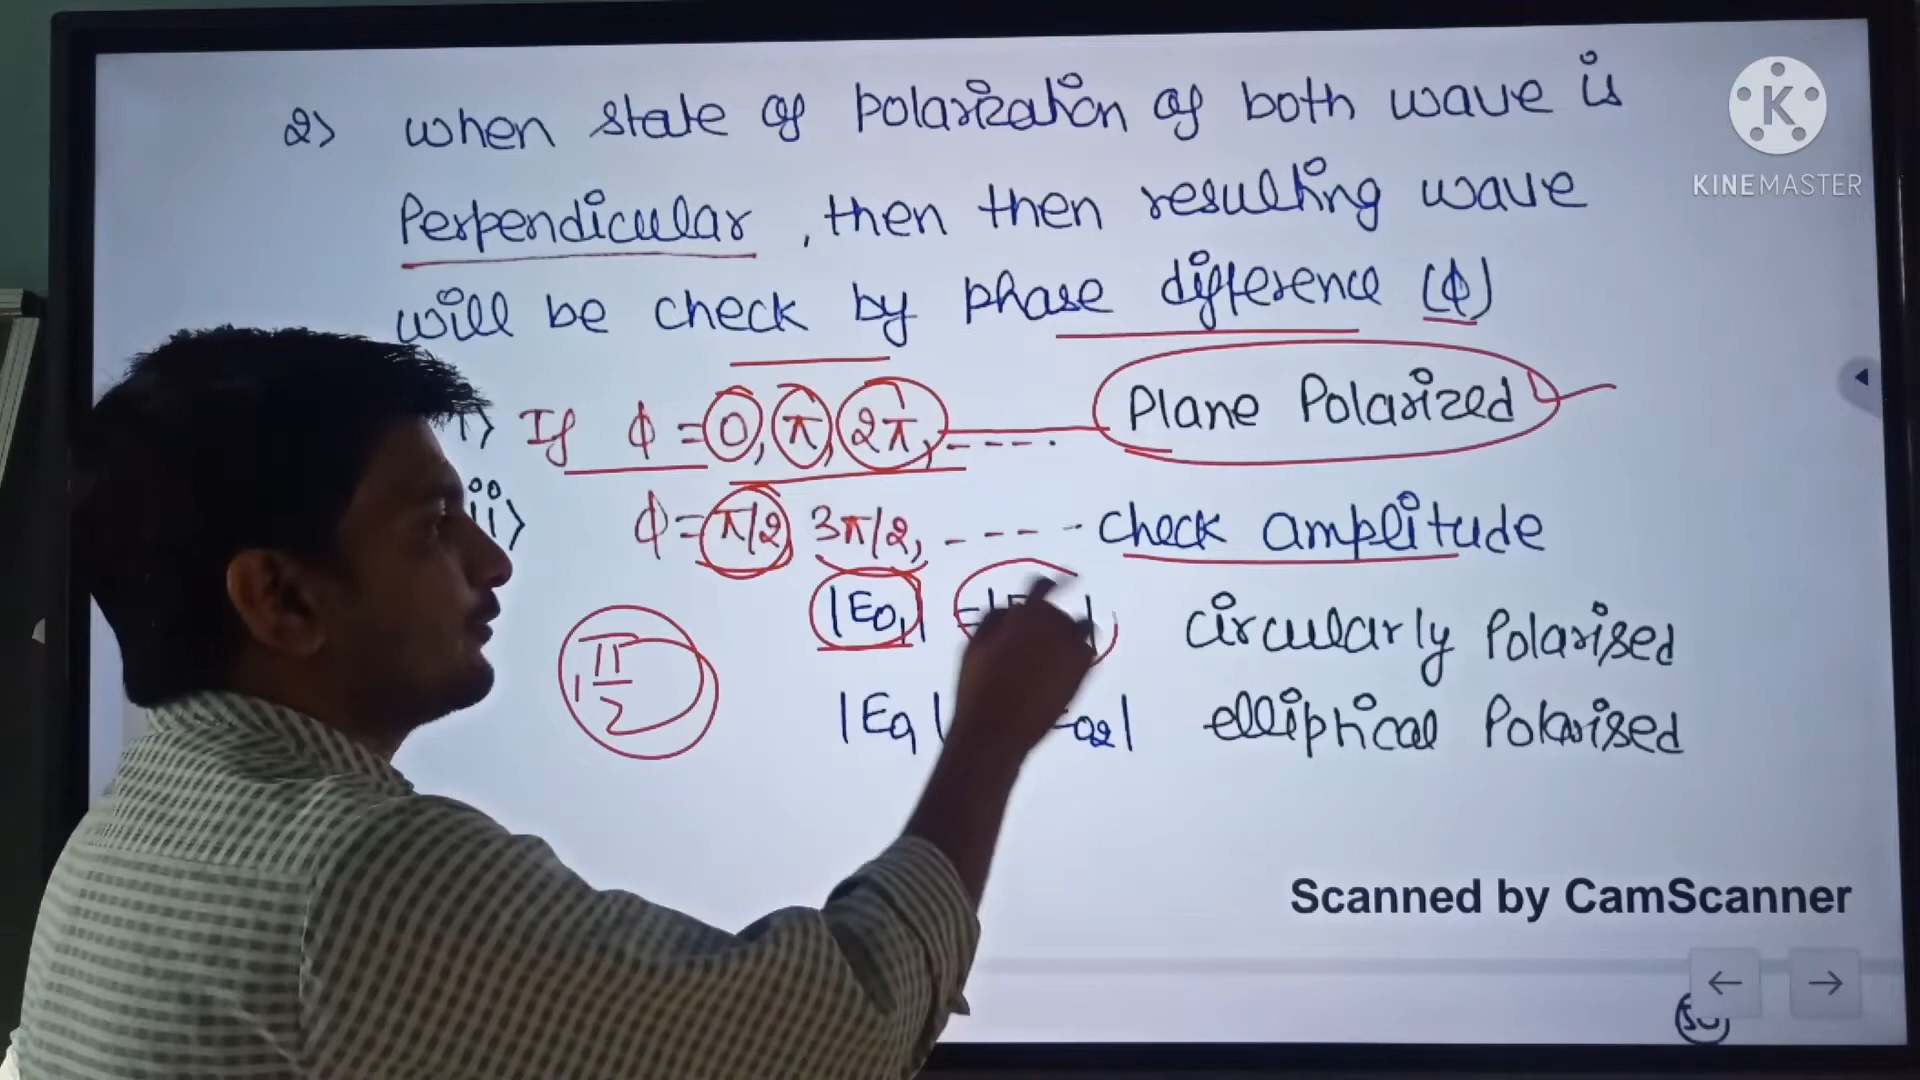 2> when state of polarization of both wave is
Perpendicular, then then resulting wave
will be check by phase difference (ϕ)
i> If ϕ = 0, π, 2π, ----. Plane Polarized
ii> ϕ = π/2 3π/2, ---- check amplitude
|E01| circularly Polarised
π/2
elliptical Polarised
K
KINEMASTER
Scanned by CamScanner
← →